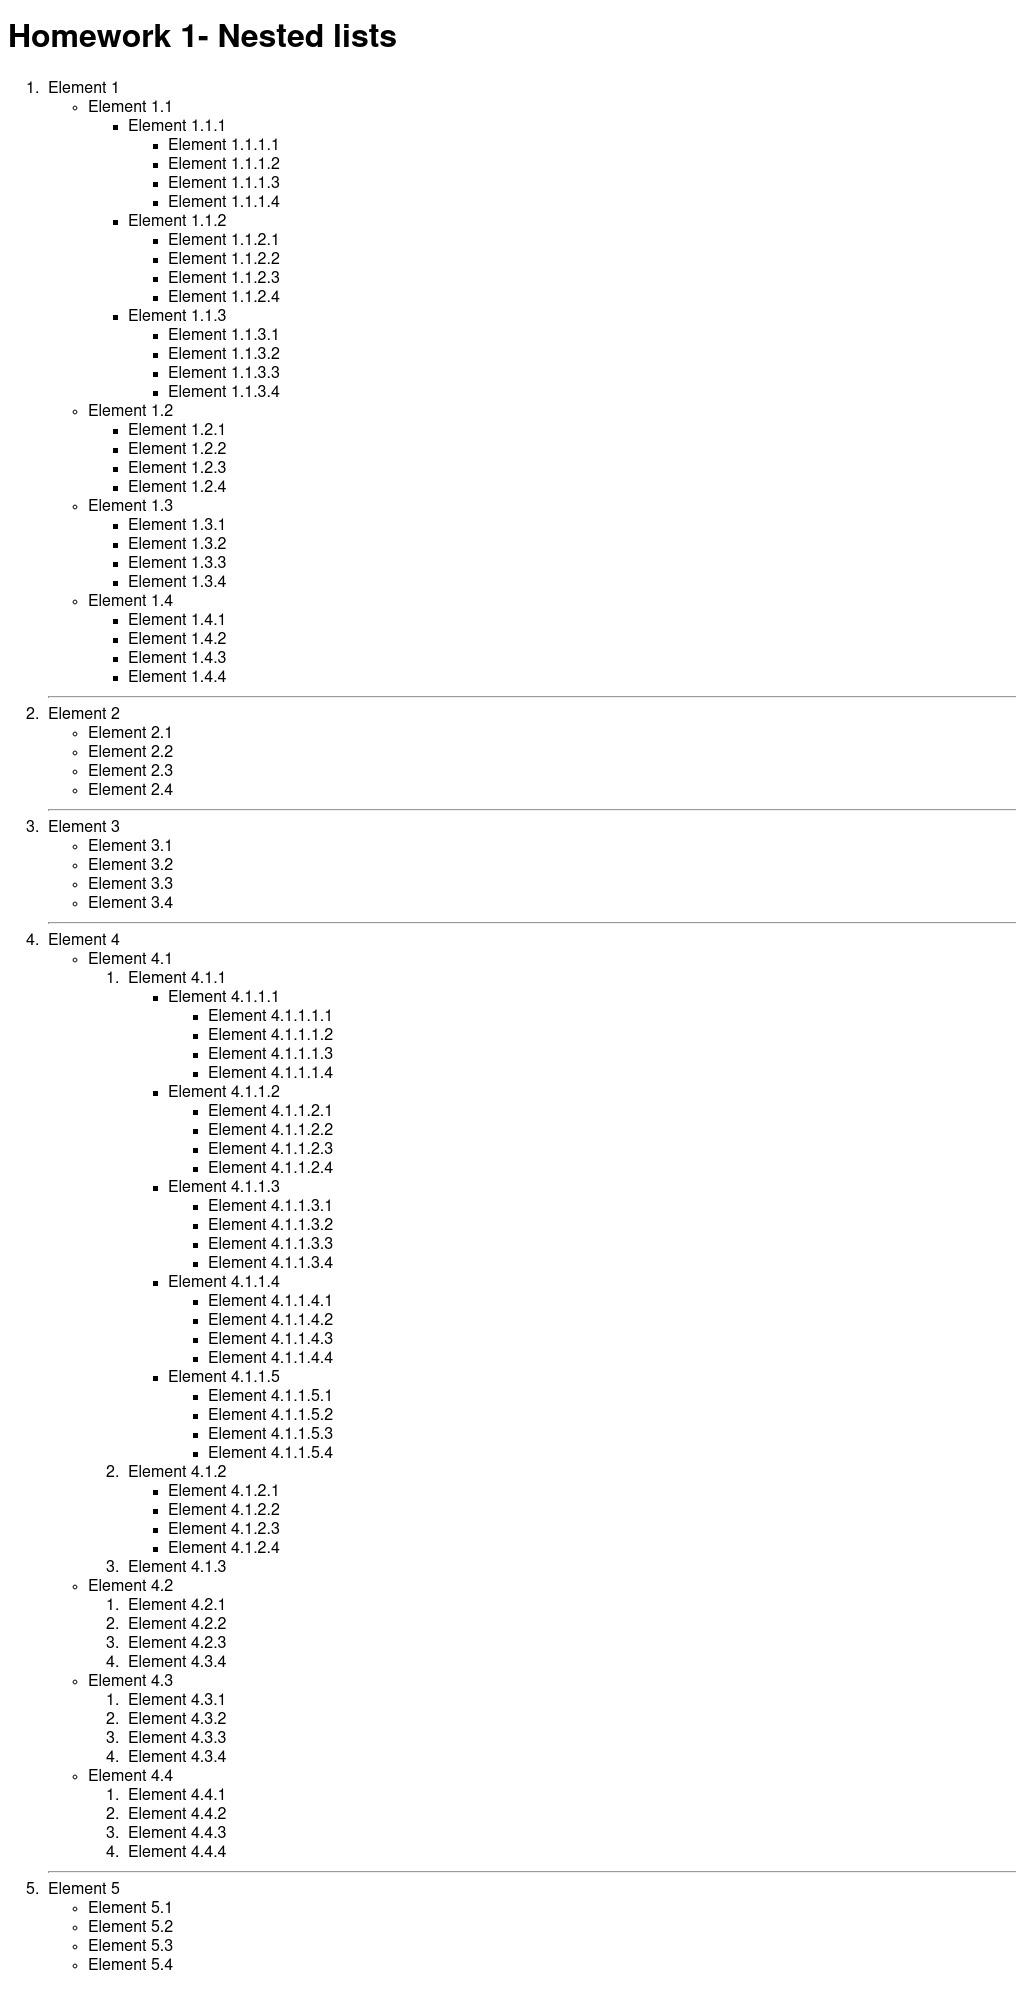 Homework 1- Nested lists
1. Element 1
Element 1.1
Element 1.1.1
Element 1.1.1.1
Element 1.1.1.2
Element 1.1.1.3
Element 1.1.1.4
Element 1.1.2
Element 1.1.2.1
Element 1.1.2.2
Element 1.1.2.3
Element 1.1.2.4
Element 1.1.3
Element 1.1.3.1
Element 1.1.3.2
Element 1.1.3.3
Element 1.1.3.4
Element 1.2
Element 1.2.1
Element 1.2.2
Element 1.2.3
Element 1.2.4
Element 1.3
Element 1.3.1
Element 1.3.2
Element 1.3.3
Element 1.3.4
Element 1.4
Element 1.4.1
Element 1.4.2
Element 1.4.3
Element 1.4.4
2. Element 2
Element 2.1
Element 2.2
Element 2.3
Element 2.4
3. Element 3
Element 3.1
Element 3.2
Element 3.3
Element 3.4
4. Element 4
Element 4.1
1. Element 4.1.1
Element 4.1.1.1
Element 4.1.1.1.1
Element 4.1.1.1.2
Element 4.1.1.1.3
Element 4.1.1.1.4
Element 4.1.1.2
Element 4.1.1.2.1
Element 4.1.1.2.2
Element 4.1.1.2.3
Element 4.1.1.2.4
Element 4.1.1.3
Element 4.1.1.3.1
Element 4.1.1.3.2
Element 4.1.1.3.3
Element 4.1.1.3.4
Element 4.1.1.4
Element 4.1.1.4.1
Element 4.1.1.4.2
Element 4.1.1.4.3
Element 4.1.1.4.4
Element 4.1.1.5
Element 4.1.1.5.1
Element 4.1.1.5.2
Element 4.1.1.5.3
Element 4.1.1.5.4
2. Element 4.1.2
Element 4.1.2.1
Element 4.1.2.2
Element 4.1.2.3
Element 4.1.2.4
3. Element 4.1.3
Element 4.2
1. Element 4.2.1
2. Element 4.2.2
3. Element 4.2.3
4. Element 4.3.4
Element 4.3
1. Element 4.3.1
2. Element 4.3.2
3. Element 4.3.3
4. Element 4.3.4
Element 4.4
1. Element 4.4.1
2. Element 4.4.2
3. Element 4.4.3
4. Element 4.4.4
5. Element 5
Element 5.1
Element 5.2
Element 5.3
Element 5.4